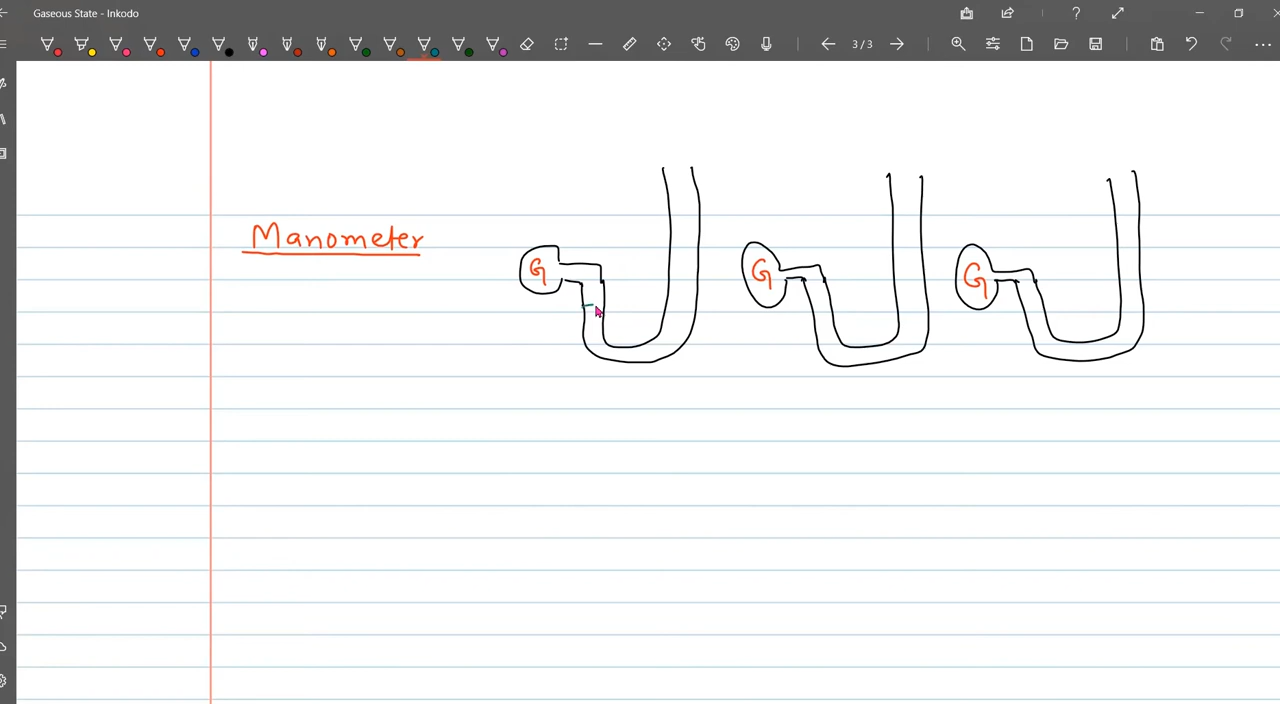 Gaseous State - Inkodo
3/3
Manometer
G
G
G